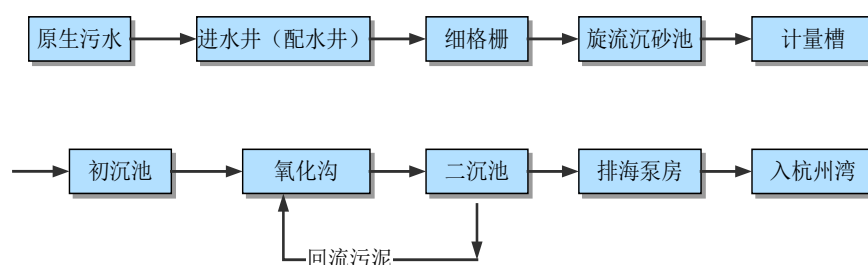 原生污水
进水井（配水井）
细格栅
旋流沉砂池
计量槽
初沉池
氧化沟
二沉池
排海泵房
入杭州湾
回流污泥